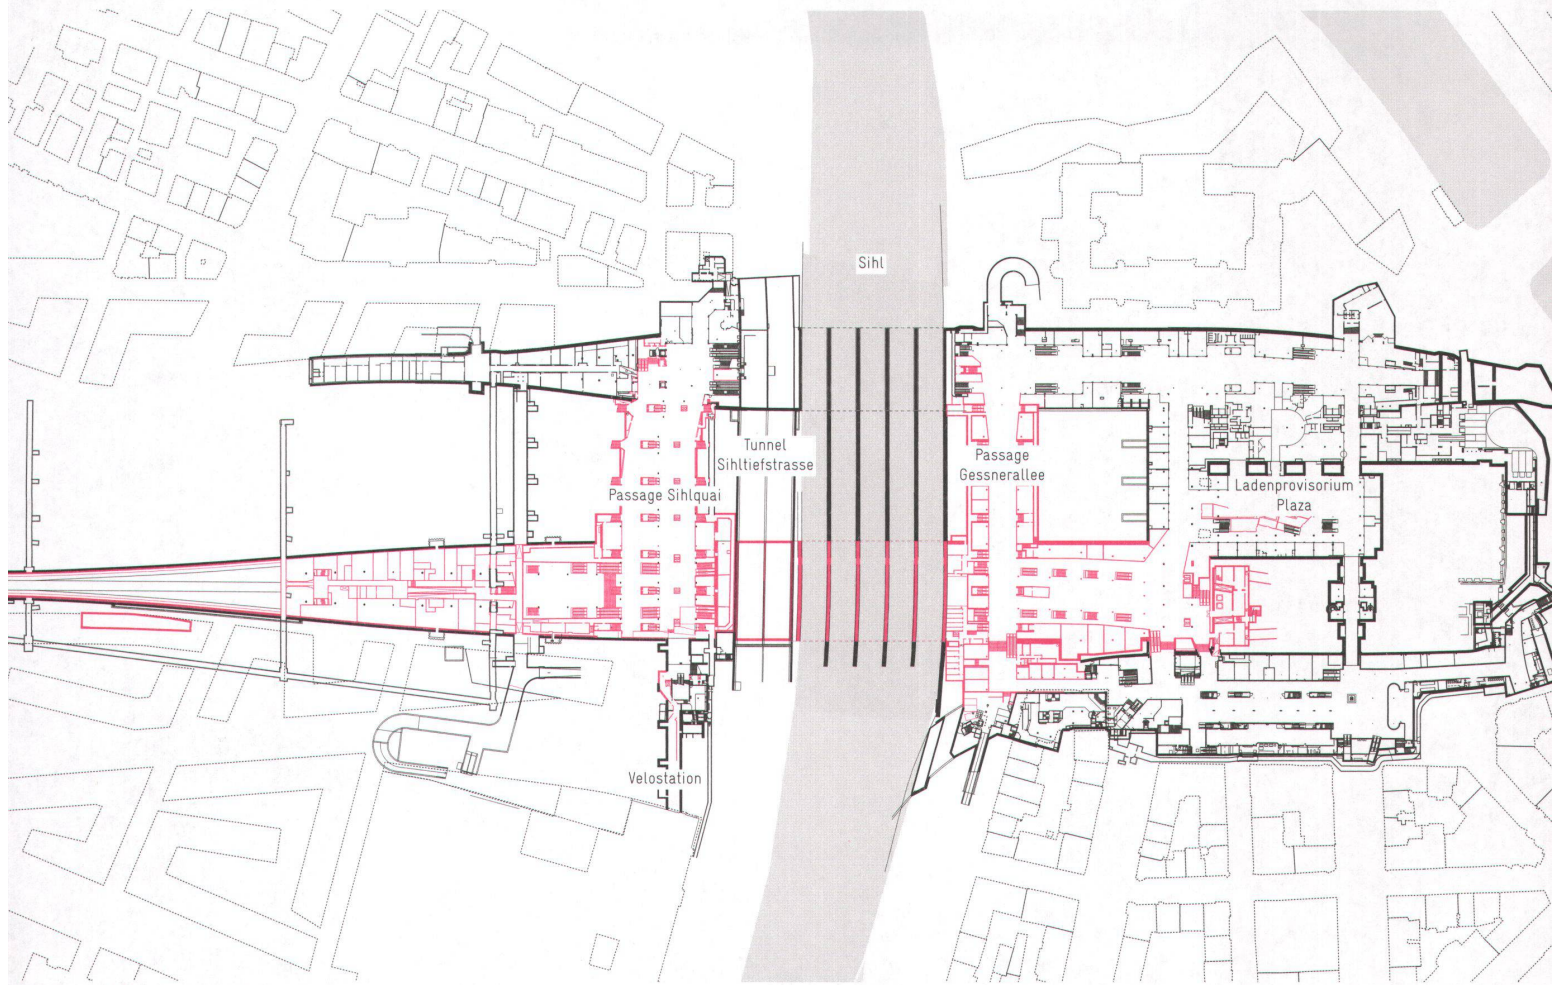 Sihl
Tunnel
Sihltiefstrasse
Passage
Gessnerallee
Passage Sihlquai
Ladenprovisorium
Plaza
Velostation